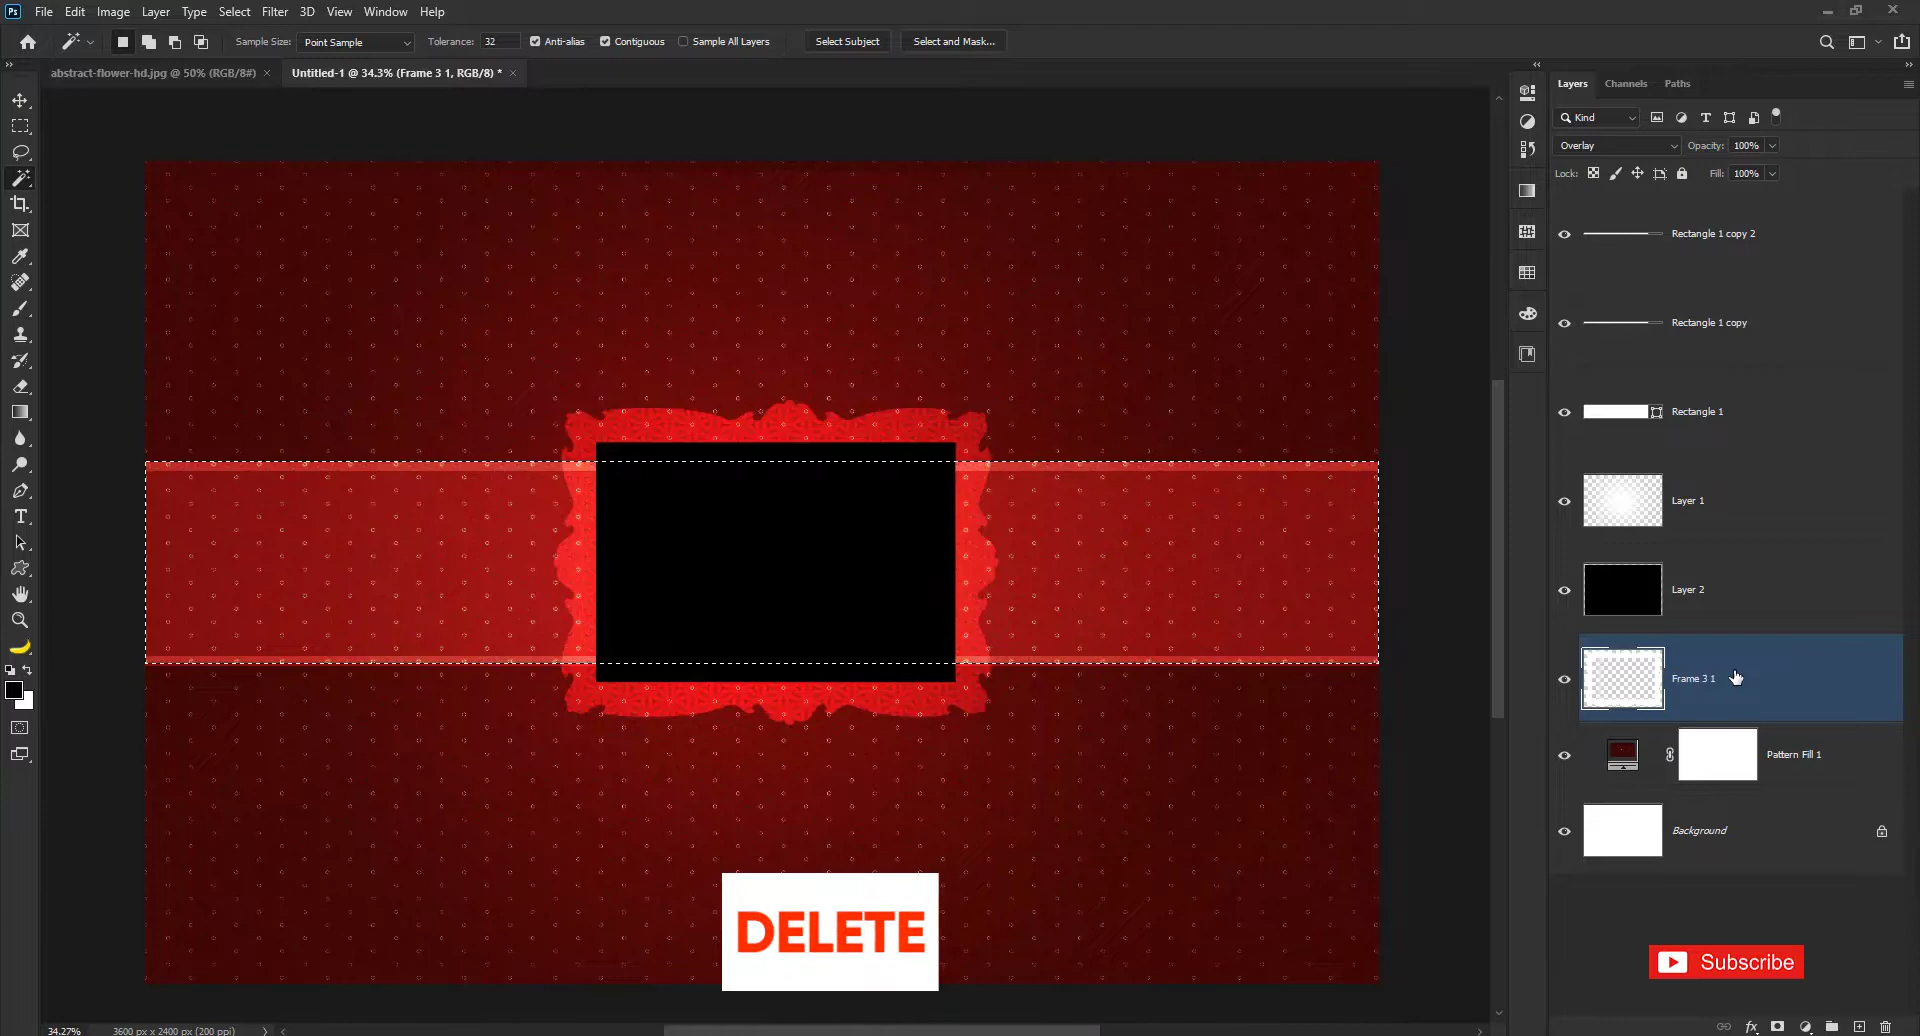 Ps File Edit Image Layer Type Select Filter 3D View Window Help
Sample Size: Point Sample Tolerance: 32 Anti-alias Contiguous Sample All Layers Select Subject Select and Mask...
abstract-flower-hd.jpg @ 50% (RGB/8#) × Untitled-1 @ 34.3% (Frame 3 1, RGB/8) * ×
Layers Channels Paths
Kind
Overlay Opacity: 100%
Lock: Fill: 100%
Rectangle 1 copy 2
Rectangle 1 copy
Rectangle 1
Layer 1
Layer 2
Frame 3 1
Pattern Fill 1
Background
DELETE
Subscribe
34.27% 3600 px x 2400 px (200 ppi)